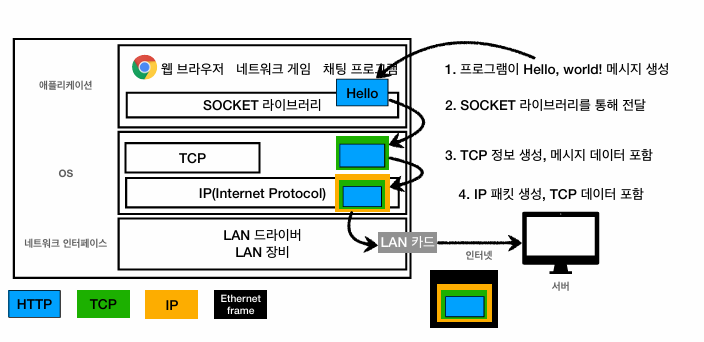 애플리케이션
웹 브라우저 네트워크 게임 채팅 프로그램
Hello
SOCKET 라이브러리
1. 프로그램이 Hello, world! 메시지 생성
2. SOCKET 라이브러리를 통해 전달
OS
TCP
IP(Internet Protocol)
3. TCP 정보 생성, 메시지 데이터 포함
4. IP 패킷 생성, TCP 데이터 포함
네트워크 인터페이스
LAN 드라이버
LAN 장비
LAN 카드
인터넷
서버
HTTP
TCP
IP
Ethernet
frame